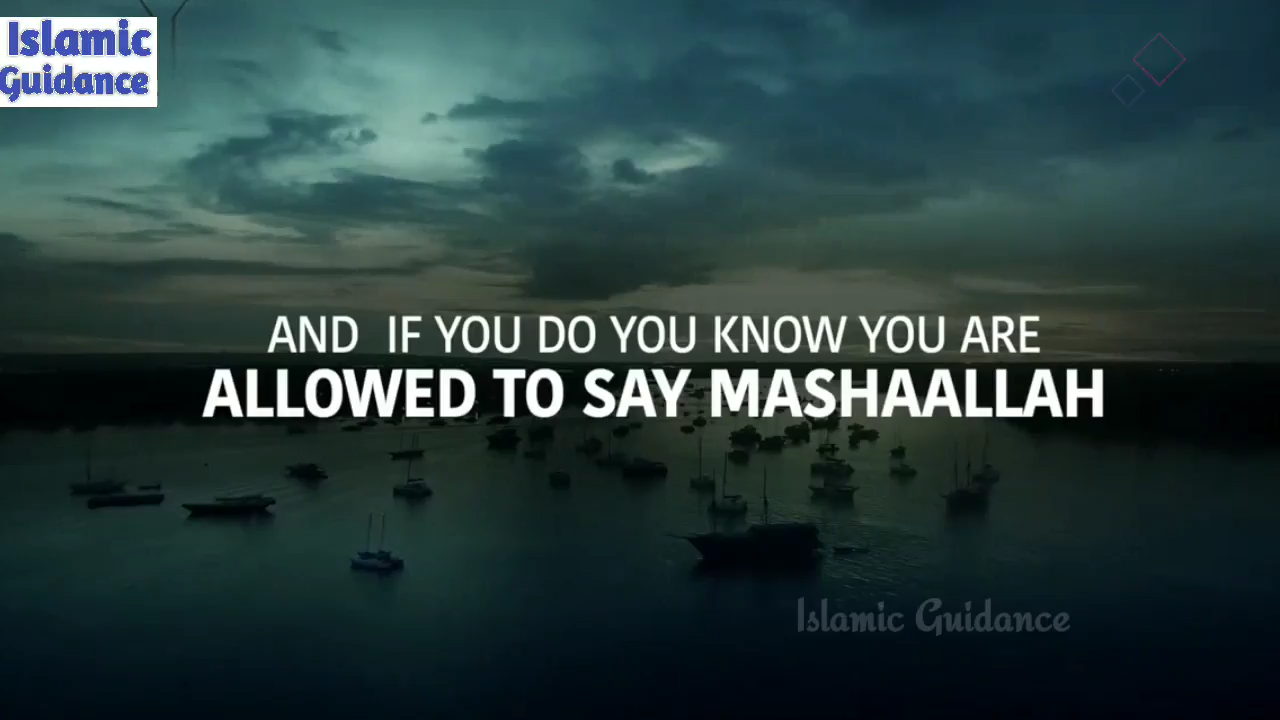 Islamic
Guidance
AND IF YOU DO YOU KNOW YOU ARE
ALLOWED TO SAY MASHAALLAH
Islamic Guidance